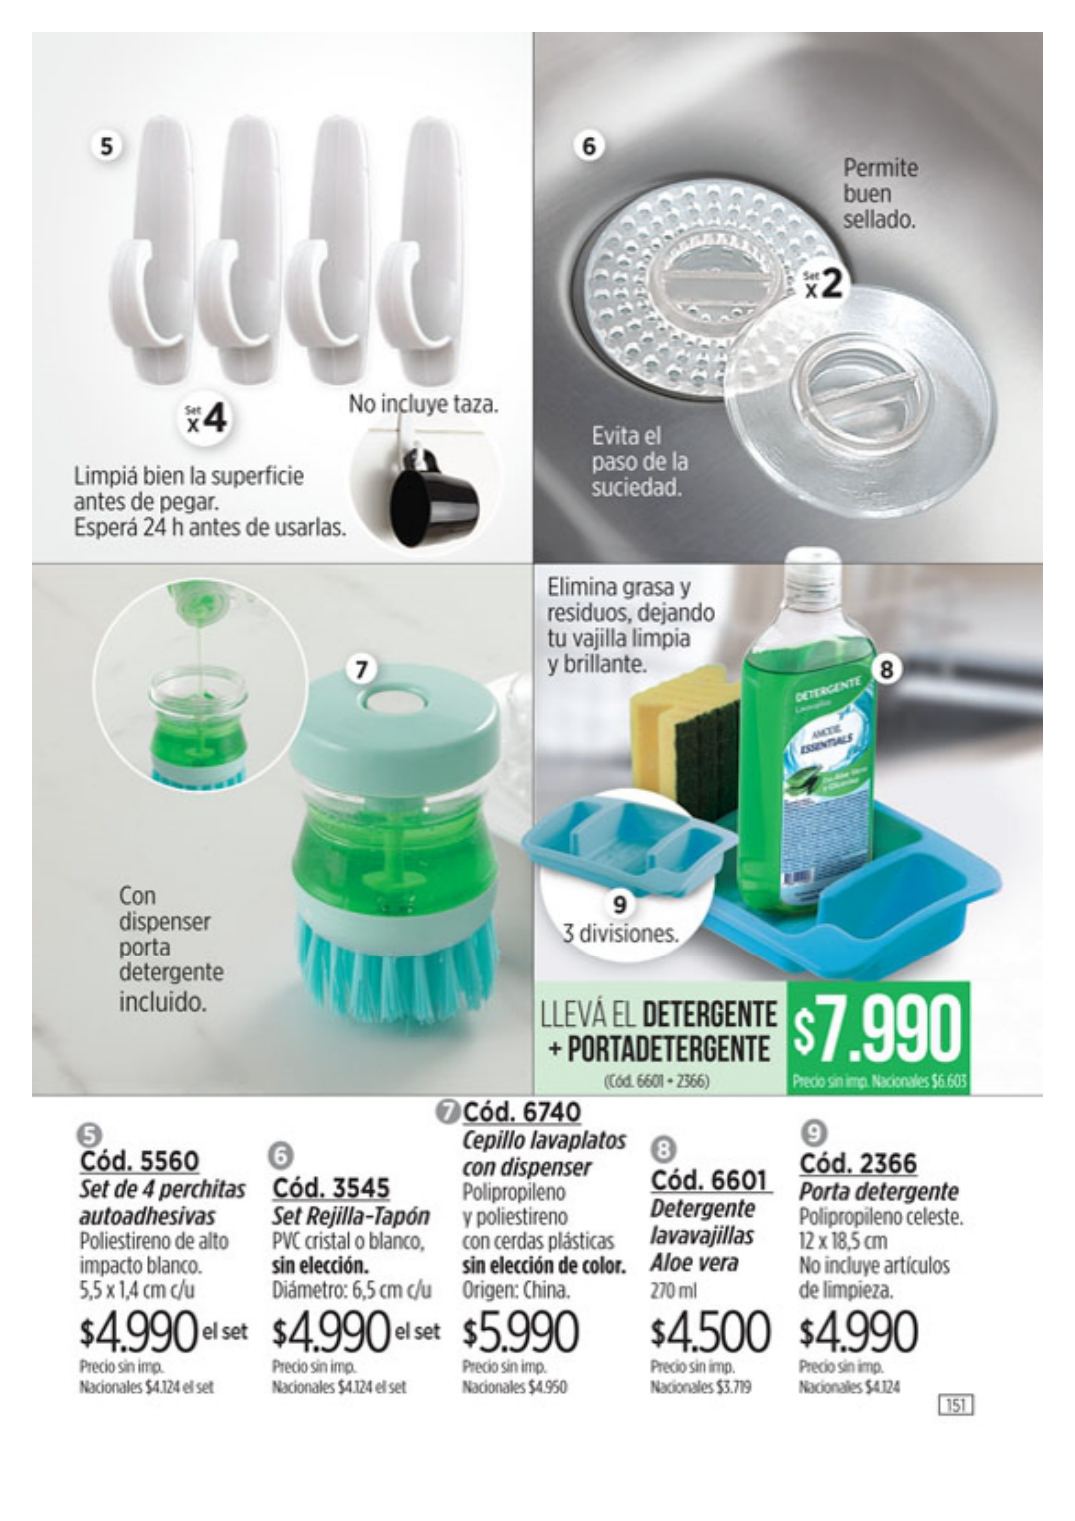 5
Set
x 4
No incluye taza.
Limpiá bien la superficie
antes de pegar.
Esperá 24 h antes de usarlas.
6
Permite
buen
sellado.
Set
x 2
Evita el
paso de la
suciedad.
7
Con
dispenser
porta
detergente
incluido.
Elimina grasa y
residuos, dejando
tu vajilla limpia
y brillante.
8
DETERGENTE
Lavavajillas
AMODIL
ESSENTIALS
Con Aloe Vera
+ Glicerina
9
3 divisiones.
LLEVÁ EL DETERGENTE
+ PORTADETERGENTE
(Cód. 6601 + 2366)
$7.990
Precio sin imp. Nacionales $6.603
5
Cód. 5560
Set de 4 perchitas
autoadhesivas
Poliestireno de alto
impacto blanco.
5,5 x 1,4 cm c/u
$4.990 el set
Precio sin imp.
Nacionales $4.124 el set
6
Cód. 3545
Set Rejilla-Tapón
PVC cristal o blanco,
sin elección.
Diámetro: 6,5 cm c/u
$4.990 el set
Precio sin imp.
Nacionales $4.124 el set
7 Cód. 6740
Cepillo lavaplatos
con dispenser
Polipropileno
y poliestireno
con cerdas plásticas
sin elección de color.
Origen: China.
$5.990
Precio sin imp.
Nacionales $4.950
8
Cód. 6601
Detergente
lavavajillas
Aloe vera
270 ml
$4.500
Precio sin imp.
Nacionales $3.719
9
Cód. 2366
Porta detergente
Polipropileno celeste.
12 x 18,5 cm
No incluye artículos
de limpieza.
$4.990
Precio sin imp.
Nacionales $4.124
151